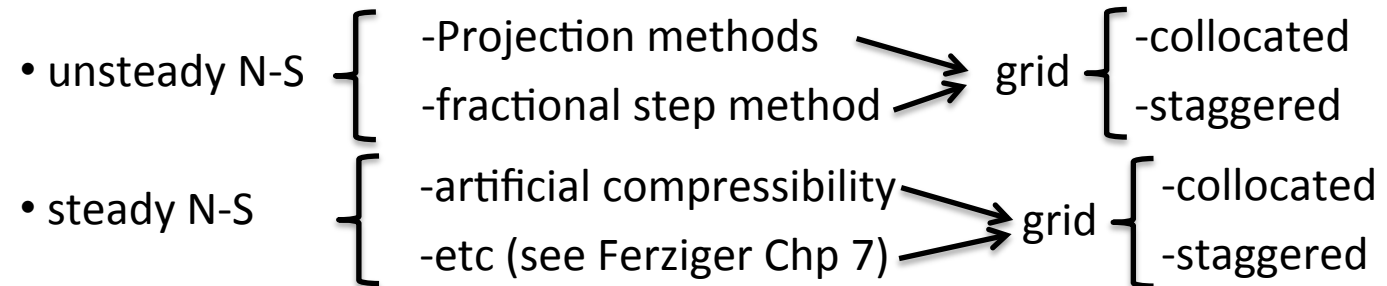 • unsteady N-S
-Projection methods
-fractional step method
grid
-collocated
-staggered
• steady N-S
-artificial compressibility
-etc (see Ferziger Chp 7)
grid
-collocated
-staggered